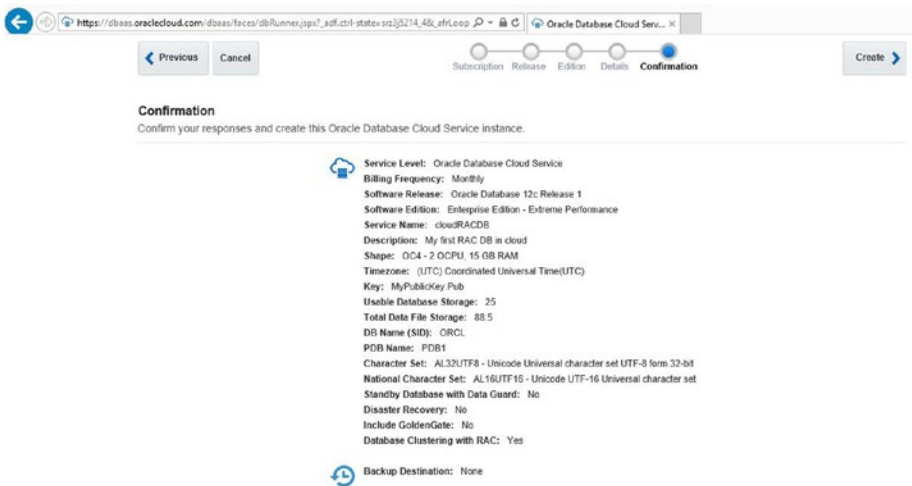 https://dbaas.oraclecloud.com/dbaas/faces/dbRunner.jspx?_adf.ctrl-state=srz3j5214_48&_afrLoop
Oracle Database Cloud Serv...
Previous
Cancel
Subscription Release Edition Details Confirmation
Create
Confirmation
Confirm your responses and create this Oracle Database Cloud Service instance.
Service Level: Oracle Database Cloud Service
Billing Frequency: Monthly
Software Release: Oracle Database 12c Release 1
Software Edition: Enterprise Edition - Extreme Performance
Service Name: cloudRACDB
Description: My first RAC DB in cloud
Shape: OC4 - 2 OCPU, 15 GB RAM
Timezone: (UTC) Coordinated Universal Time(UTC)
Key: MyPublicKey.Pub
Usable Database Storage: 25
Total Data File Storage: 88.5
DB Name (SID): ORCL
PDB Name: PDB1
Character Set: AL32UTF8 - Unicode Universal character set UTF-8 form 32-bit
National Character Set: AL16UTF16 - Unicode UTF-16 Universal character set
Standby Database with Data Guard: No
Disaster Recovery: No
Include GoldenGate: No
Database Clustering with RAC: Yes
Backup Destination: None